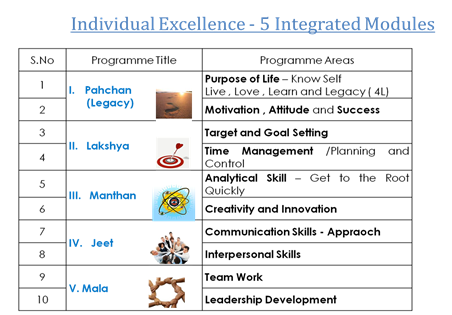 Individual Excellence - 5 Integrated Modules
S.No Programme Title Programme Areas
1 I. Pahchan (Legacy) Purpose of Life – Know Self
Live , Love , Learn and Legacy ( 4L)
2 Motivation , Attitude and Success
3 II. Lakshya Target and Goal Setting
4 Time Management /Planning and
Control
5 III. Manthan Analytical Skill – Get to the Root
Quickly
6 Creativity and Innovation
7 IV. Jeet Communication Skills - Appraoch
8 Interpersonal Skills
9 V. Mala Team Work
10 Leadership Development